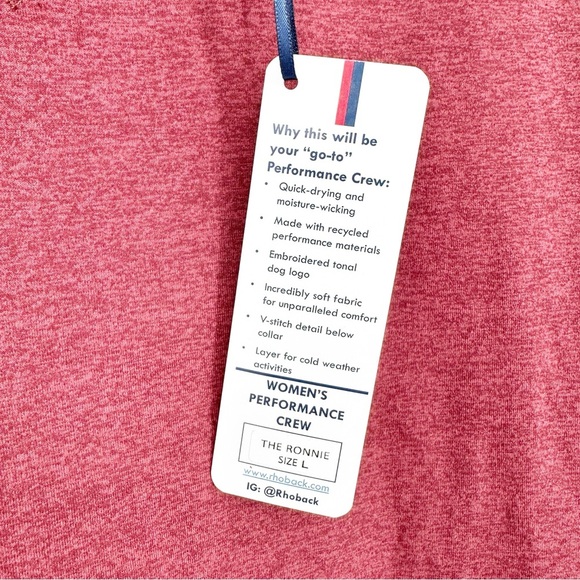 Why this will be
your “go-to”
Performance Crew:
• Quick-drying and
moisture-wicking
• Made with recycled
performance materials
• Embroidered tonal
dog logo
• Incredibly soft fabric
for unparalleled comfort
• V-stitch detail below
collar
• Layer for cold weather
activities
WOMEN'S
PERFORMANCE
CREW
THE RONNIE
SIZE L
www.rhoback.com
IG: @Rhoback